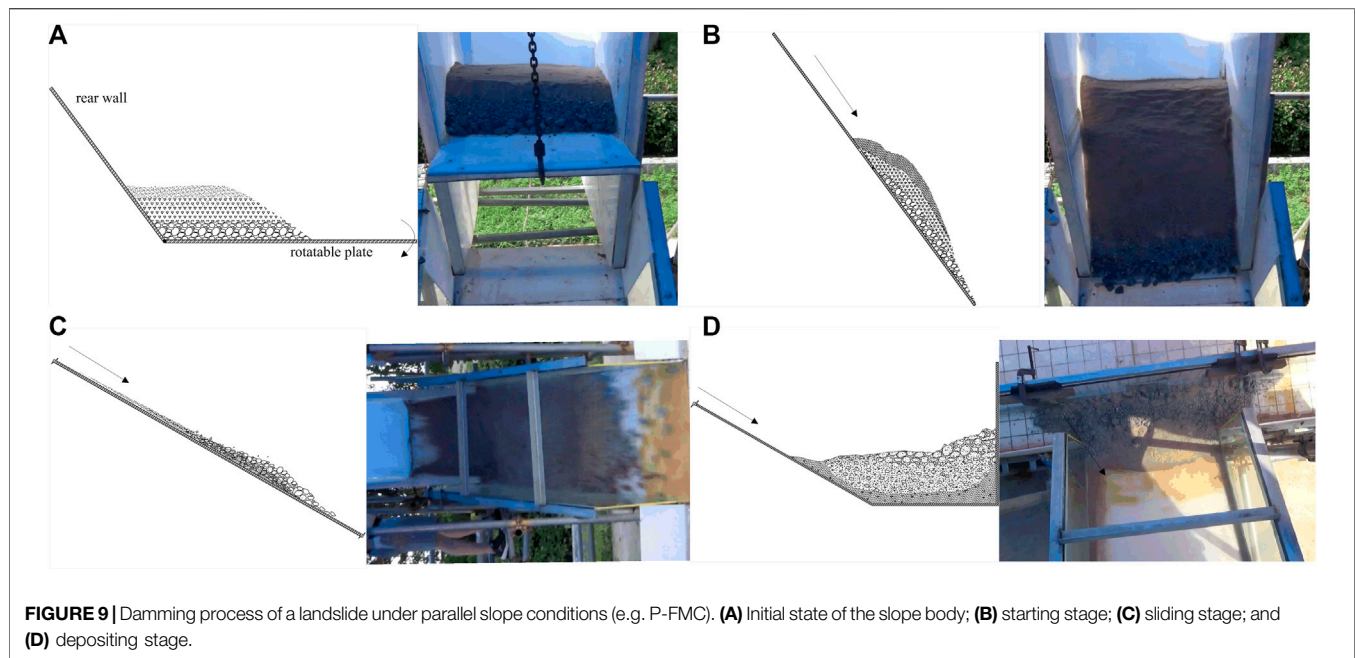 A
B
rear wall
rotatable plate
C
D
FIGURE 9 | Damming process of a landslide under parallel slope conditions (e.g. P-FMC). (A) Initial state of the slope body; (B) starting stage; (C) sliding stage; and
(D) depositing stage.